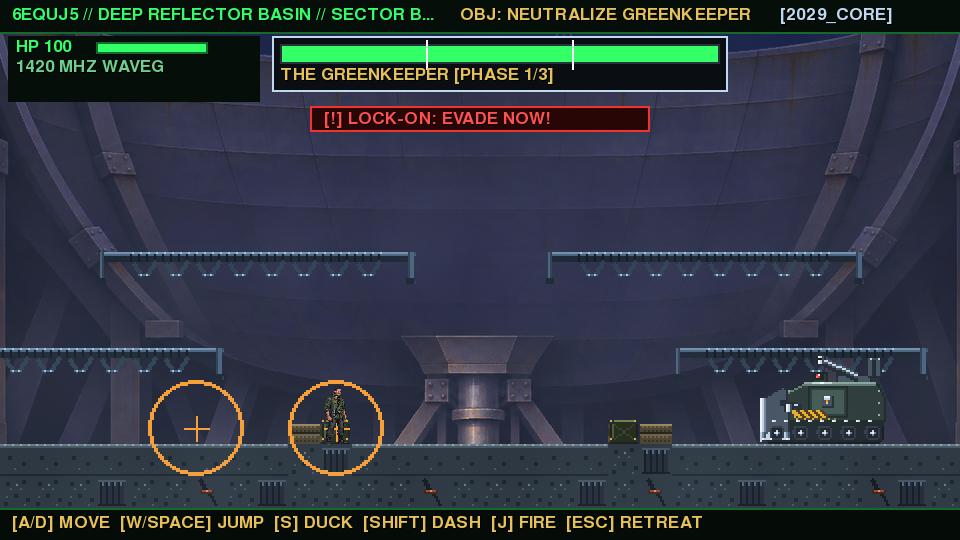 6EQUJ5 // DEEP REFLECTOR BASIN // SECTOR B... OBJ: NEUTRALIZE GREENKEEPER [2029_CORE]
HP 100
1420 MHZ WAVEG
THE GREENKEEPER [PHASE 1/3]
[!] LOCK-ON: EVADE NOW!
[A/D] MOVE [W/SPACE] JUMP [S] DUCK [SHIFT] DASH [J] FIRE [ESC] RETREAT